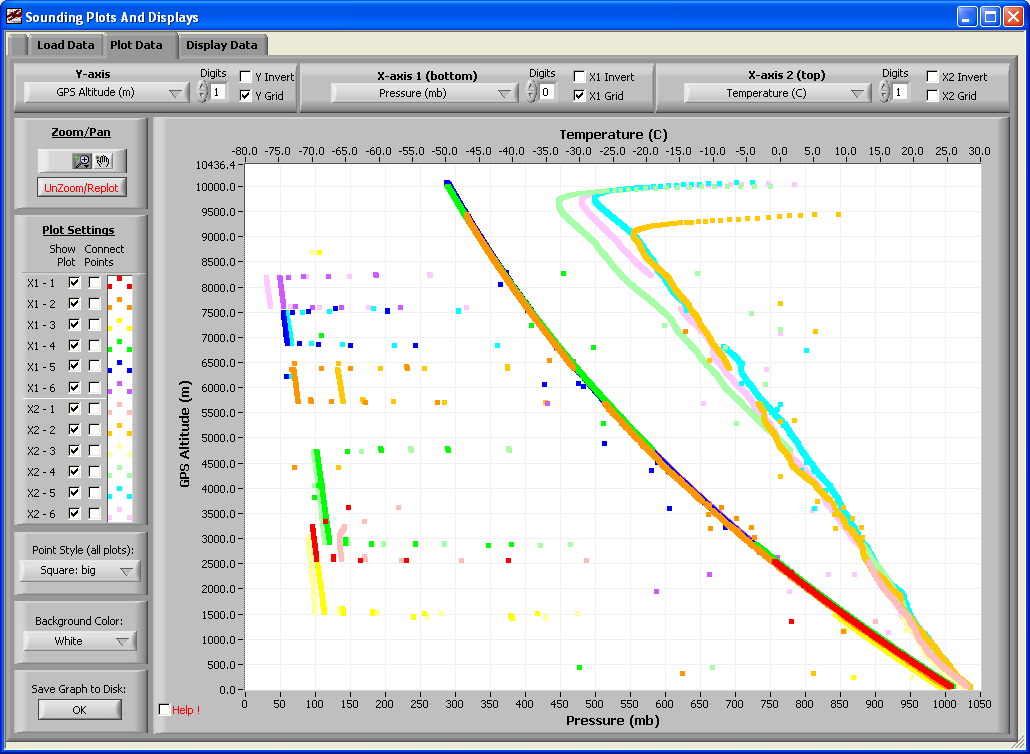 Sounding Plots And Displays
Load Data Plot Data Display Data
Y-axis
GPS Altitude (m)
Digits
1
Y Invert
Y Grid
X-axis 1 (bottom)
Pressure (mb)
Digits
0
X1 Invert
X1 Grid
X-axis 2 (top)
Temperature (C)
Digits
1
X2 Invert
X2 Grid
Zoom/Pan
UnZoom/Replot
Plot Settings
Show Connect
Plot Points
X1 - 1
X1 - 2
X1 - 3
X1 - 4
X1 - 5
X1 - 6
X2 - 1
X2 - 2
X2 - 3
X2 - 4
X2 - 5
X2 - 6
Point Style (all plots):
Square: big
Background Color:
White
Save Graph to Disk:
OK
Temperature (C)
-80.0 -75.0 -70.0 -65.0 -60.0 -55.0 -50.0 -45.0 -40.0 -35.0 -30.0 -25.0 -20.0 -15.0 -10.0 -5.0 0.0 5.0 10.0 15.0 20.0 25.0 30.0
GPS Altitude (m)
10436.4
10000.0
9500.0
9000.0
8500.0
8000.0
7500.0
7000.0
6500.0
6000.0
5500.0
5000.0
4500.0
4000.0
3500.0
3000.0
2500.0
2000.0
1500.0
1000.0
500.0
0.0
0 50 100 150 200 250 300 350 400 450 500 550 600 650 700 750 800 850 900 950 1000 1050
Pressure (mb)
Help !